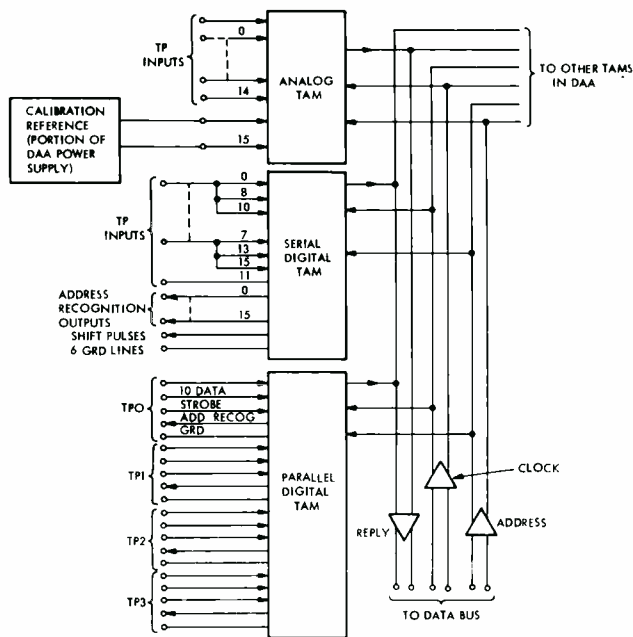 TP
INPUTS
0
14
15
ANALOG
TAM
TO OTHER TAMS
IN DAA
CALIBRATION
REFERENCE
(PORTION OF
DAA POWER
SUPPLY)
TP
INPUTS
0
8
10
7
13
15
11
0
15
SERIAL
DIGITAL
TAM
ADDRESS
RECOGNITION
OUTPUTS
SHIFT PULSES
6 GRD LINES
TP0
10 DATA
STROBE
ADD RECOG
GRD
TP1
TP2
TP3
PARALLEL
DIGITAL
TAM
CLOCK
REPLY
ADDRESS
TO DATA BUS